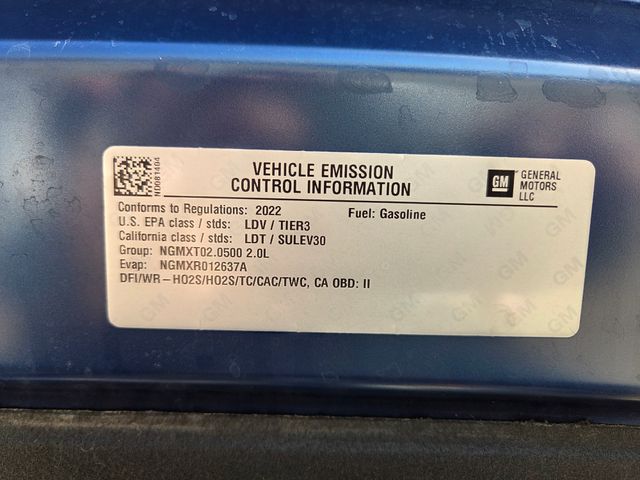 VEHICLE EMISSION
CONTROL INFORMATION
ND081404
GM
GENERAL
MOTORS
LLC
Conforms to Regulations: 2022 Fuel: Gasoline
U.S. EPA class / stds: LDV / TIER3
California class / stds: LDT / SULEV30
Group: NGMXT02.0500 2.0L
Evap: NGMXR012637A
DFI/WR-HO2S/HO2S/TC/CAC/TWC, CA OBD: II